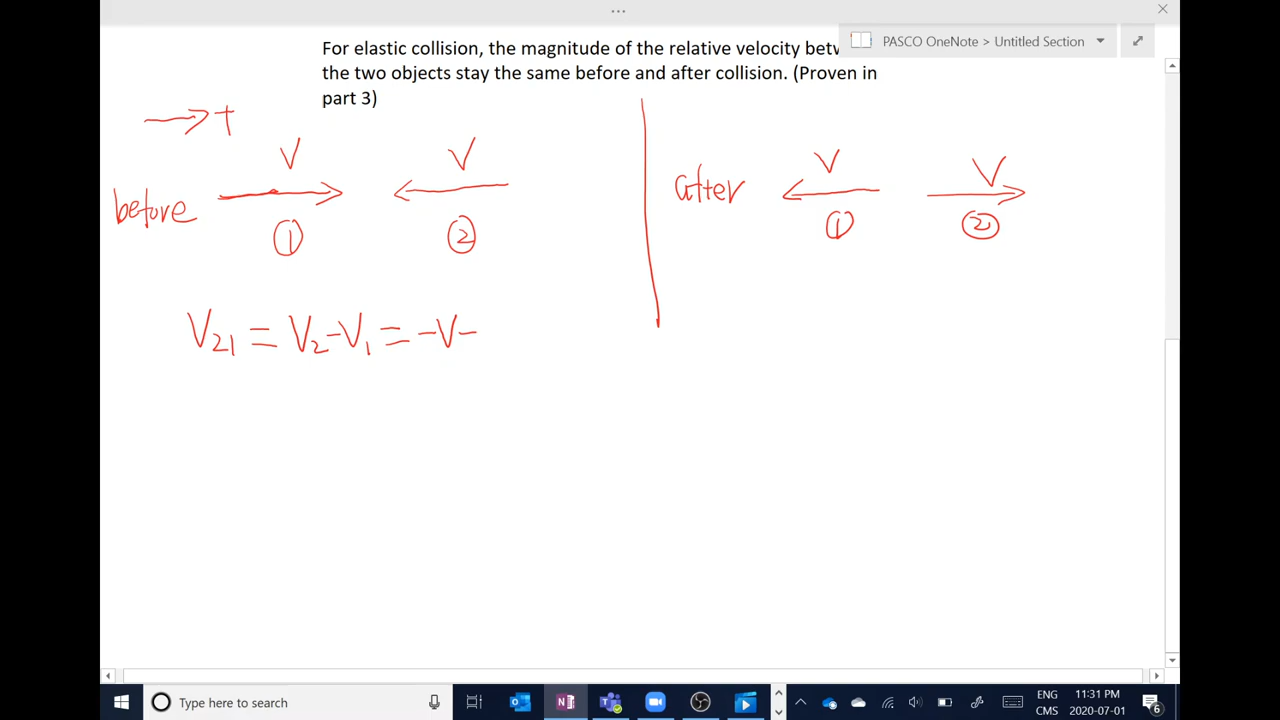 ...
For elastic collision, the magnitude of the relative velocity betw
PASCO OneNote > Untitled Section
the two objects stay the same before and after collision. (Proven in
part 3)
→ +
V V
before
① ②
V V
after
① ②
V₂₁ = V₂ - V₁ = -V-
Type here to search
ENG
CMS
11:31 PM
2020-07-01
6